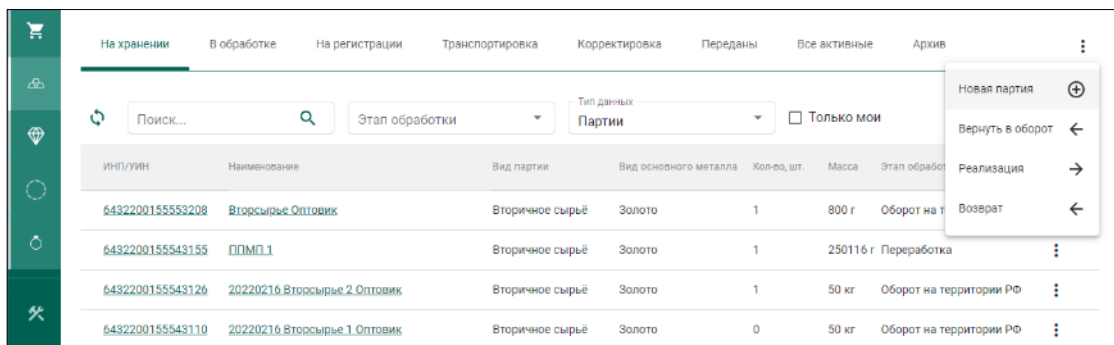 На хранении В обработке На регистрации Транспортировка Корректировка Переданы Все активные Архив
Новая партия
Тип данных
Поиск... Этап обработки Партии Только мои
Вернуть в оборот
ИНП/УИН Наименование Вид партии Вид основного металла Кол-во, шт. Масса Этап обработ
Реализация
6432200155553208 Вторсырье Оптовик Вторичное сырьё Золото 1 800 г Оборот на т
Возврат
6432200155543155 ППМП 1 Вторичное сырьё Золото 1 250116 г Переработка
6432200155543126 20220216 Вторсырье 2 Оптовик Вторичное сырьё Золото 1 50 кг Оборот на территории РФ
6432200155543110 20220216 Вторсырье 1 Оптовик Вторичное сырьё Золото 0 50 кг Оборот на территории РФ